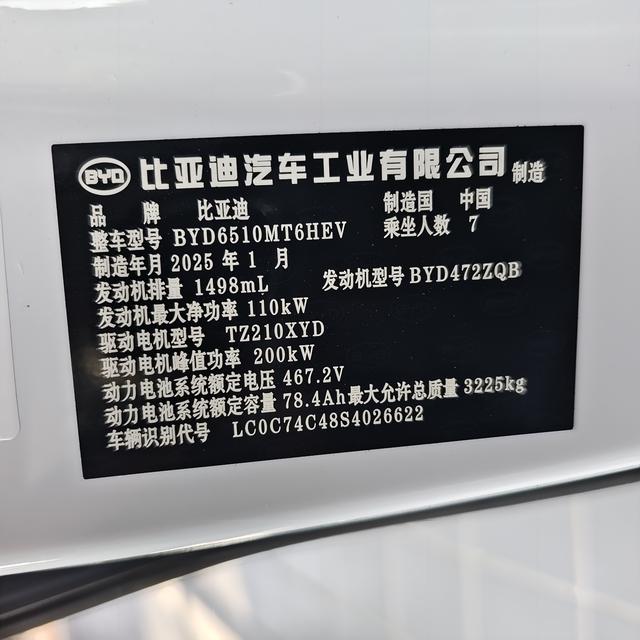 BYD 比亚迪汽车工业有限公司 制造
品牌 比亚迪 制造国 中国
整车型号 BYD6510MT6HEV 乘坐人数 7
制造年月 2025 年 1 月
发动机排量 1498mL 发动机型号 BYD472ZQB
发动机最大净功率 110kW
驱动电机型号 TZ210XYD
驱动电机峰值功率 200kW
动力电池系统额定电压 467.2V
动力电池系统额定容量 78.4Ah 最大允许总质量 3225kg
车辆识别代号 LC0C74C48S4026622